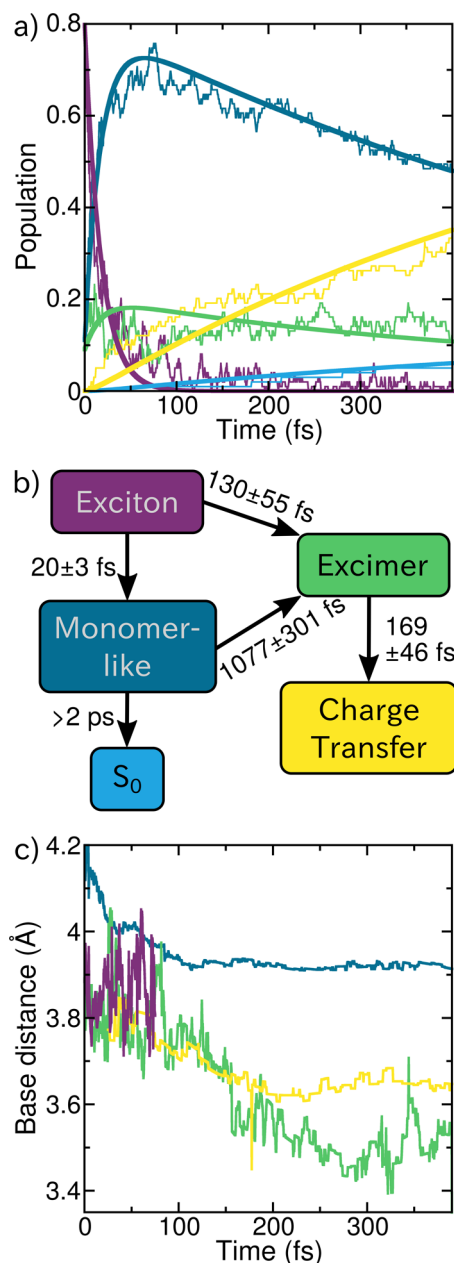 a)
0.8
0.6
0.4
0.2
0
Population
0
100
200
300
Time (fs)
b)
Exciton
130±55 fs
20±3 fs
Excimer
Monomer-
like
1077±301 fs
169
±46 fs
>2 ps
Charge
Transfer
S₀
c)
4.2
4
3.8
3.6
3.4
Base distance (Å)
0
100
200
300
Time (fs)